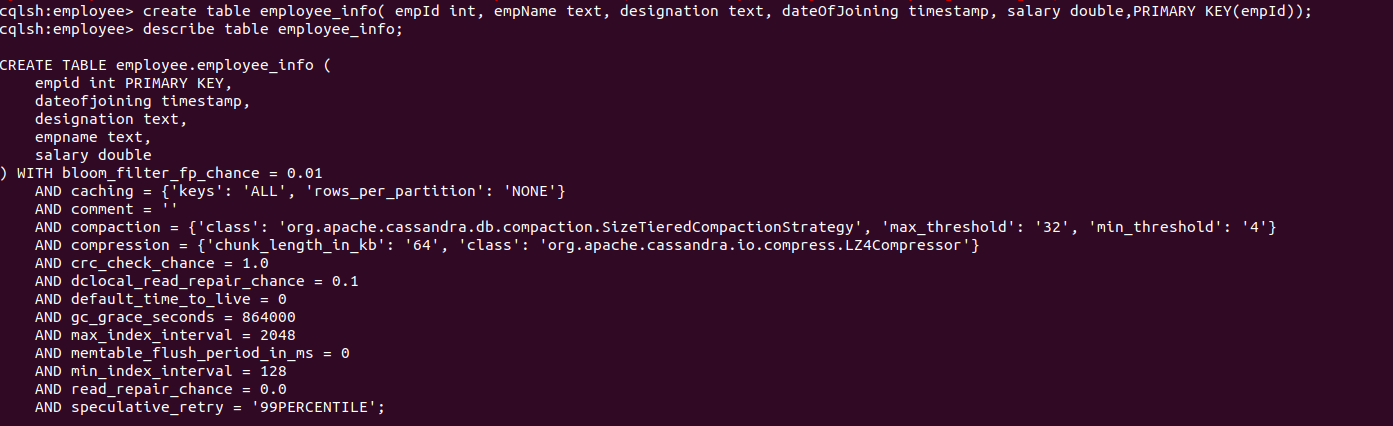 cqlsh:employee> create table employee_info( empId int, empName text, designation text, dateOfJoining timestamp, salary double,PRIMARY KEY(empId));
cqlsh:employee> describe table employee_info;
CREATE TABLE employee.employee_info (
    empid int PRIMARY KEY,
    dateofjoining timestamp,
    designation text,
    empname text,
    salary double
) WITH bloom_filter_fp_chance = 0.01
    AND caching = {'keys': 'ALL', 'rows_per_partition': 'NONE'}
    AND comment = ''
    AND compaction = {'class': 'org.apache.cassandra.db.compaction.SizeTieredCompactionStrategy', 'max_threshold': '32', 'min_threshold': '4'}
    AND compression = {'chunk_length_in_kb': '64', 'class': 'org.apache.cassandra.io.compress.LZ4Compressor'}
    AND crc_check_chance = 1.0
    AND dclocal_read_repair_chance = 0.1
    AND default_time_to_live = 0
    AND gc_grace_seconds = 864000
    AND max_index_interval = 2048
    AND memtable_flush_period_in_ms = 0
    AND min_index_interval = 128
    AND read_repair_chance = 0.0
    AND speculative_retry = '99PERCENTILE';